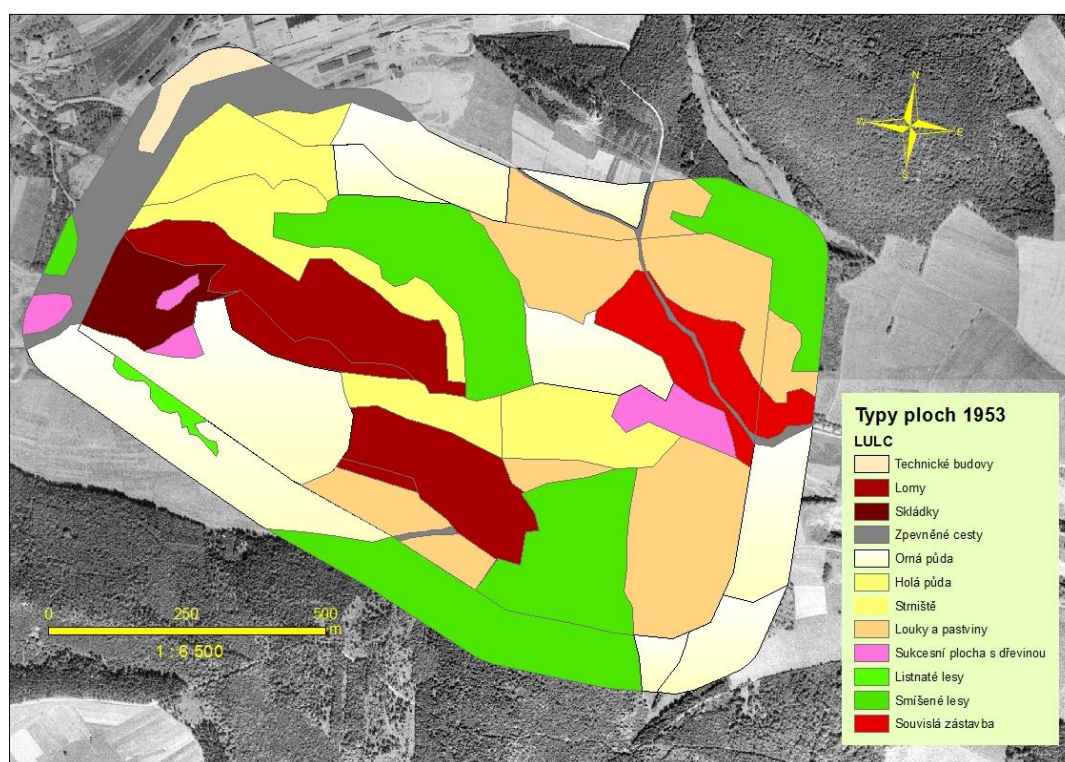 N
W
E
S
Typy ploch 1953
LULC
Technické budovy
Lomy
Skládky
Zpevněné cesty
Orná půda
Holá půda
Strniště
Louky a pastviny
Sukcesní plocha s dřevinou
Listnaté lesy
Smíšené lesy
Souvislá zástavba
0 250 500
m
1 : 6 500